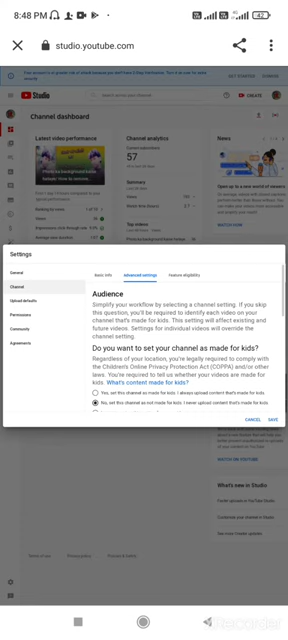 8:48 PM
42
studio.youtube.com
GET STARTED DISMISS
Studio
CREATE
Channel dashboard
Latest video performance
Channel analytics
News
57
Summary
Top videos
WATCH NOW
Settings
General
Channel
Upload defaults
Permissions
Community
Agreements
Basic info
Advanced settings
Feature eligibility
Audience
Simplify your workflow by selecting a channel setting. If you skip
this question, you'll be required to identify each video on your
channel that's made for kids. This setting will affect existing and
future videos. Settings for individual videos will override the
channel setting.
Do you want to set your channel as made for kids?
Regardless of your location, you're legally required to comply with
the Children's Online Privacy Protection Act (COPPA) and/or other
laws. You're required to tell us whether your videos are made for
kids. What's content made for kids?
Yes, set this channel as made for kids. I always upload content that's made for kids.
No, set this channel as not made for kids. I never upload content that's made for kids.
CANCEL
SAVE
WATCH ON YOUTUBE
What's new in Studio
Terms of use
Privacy policy